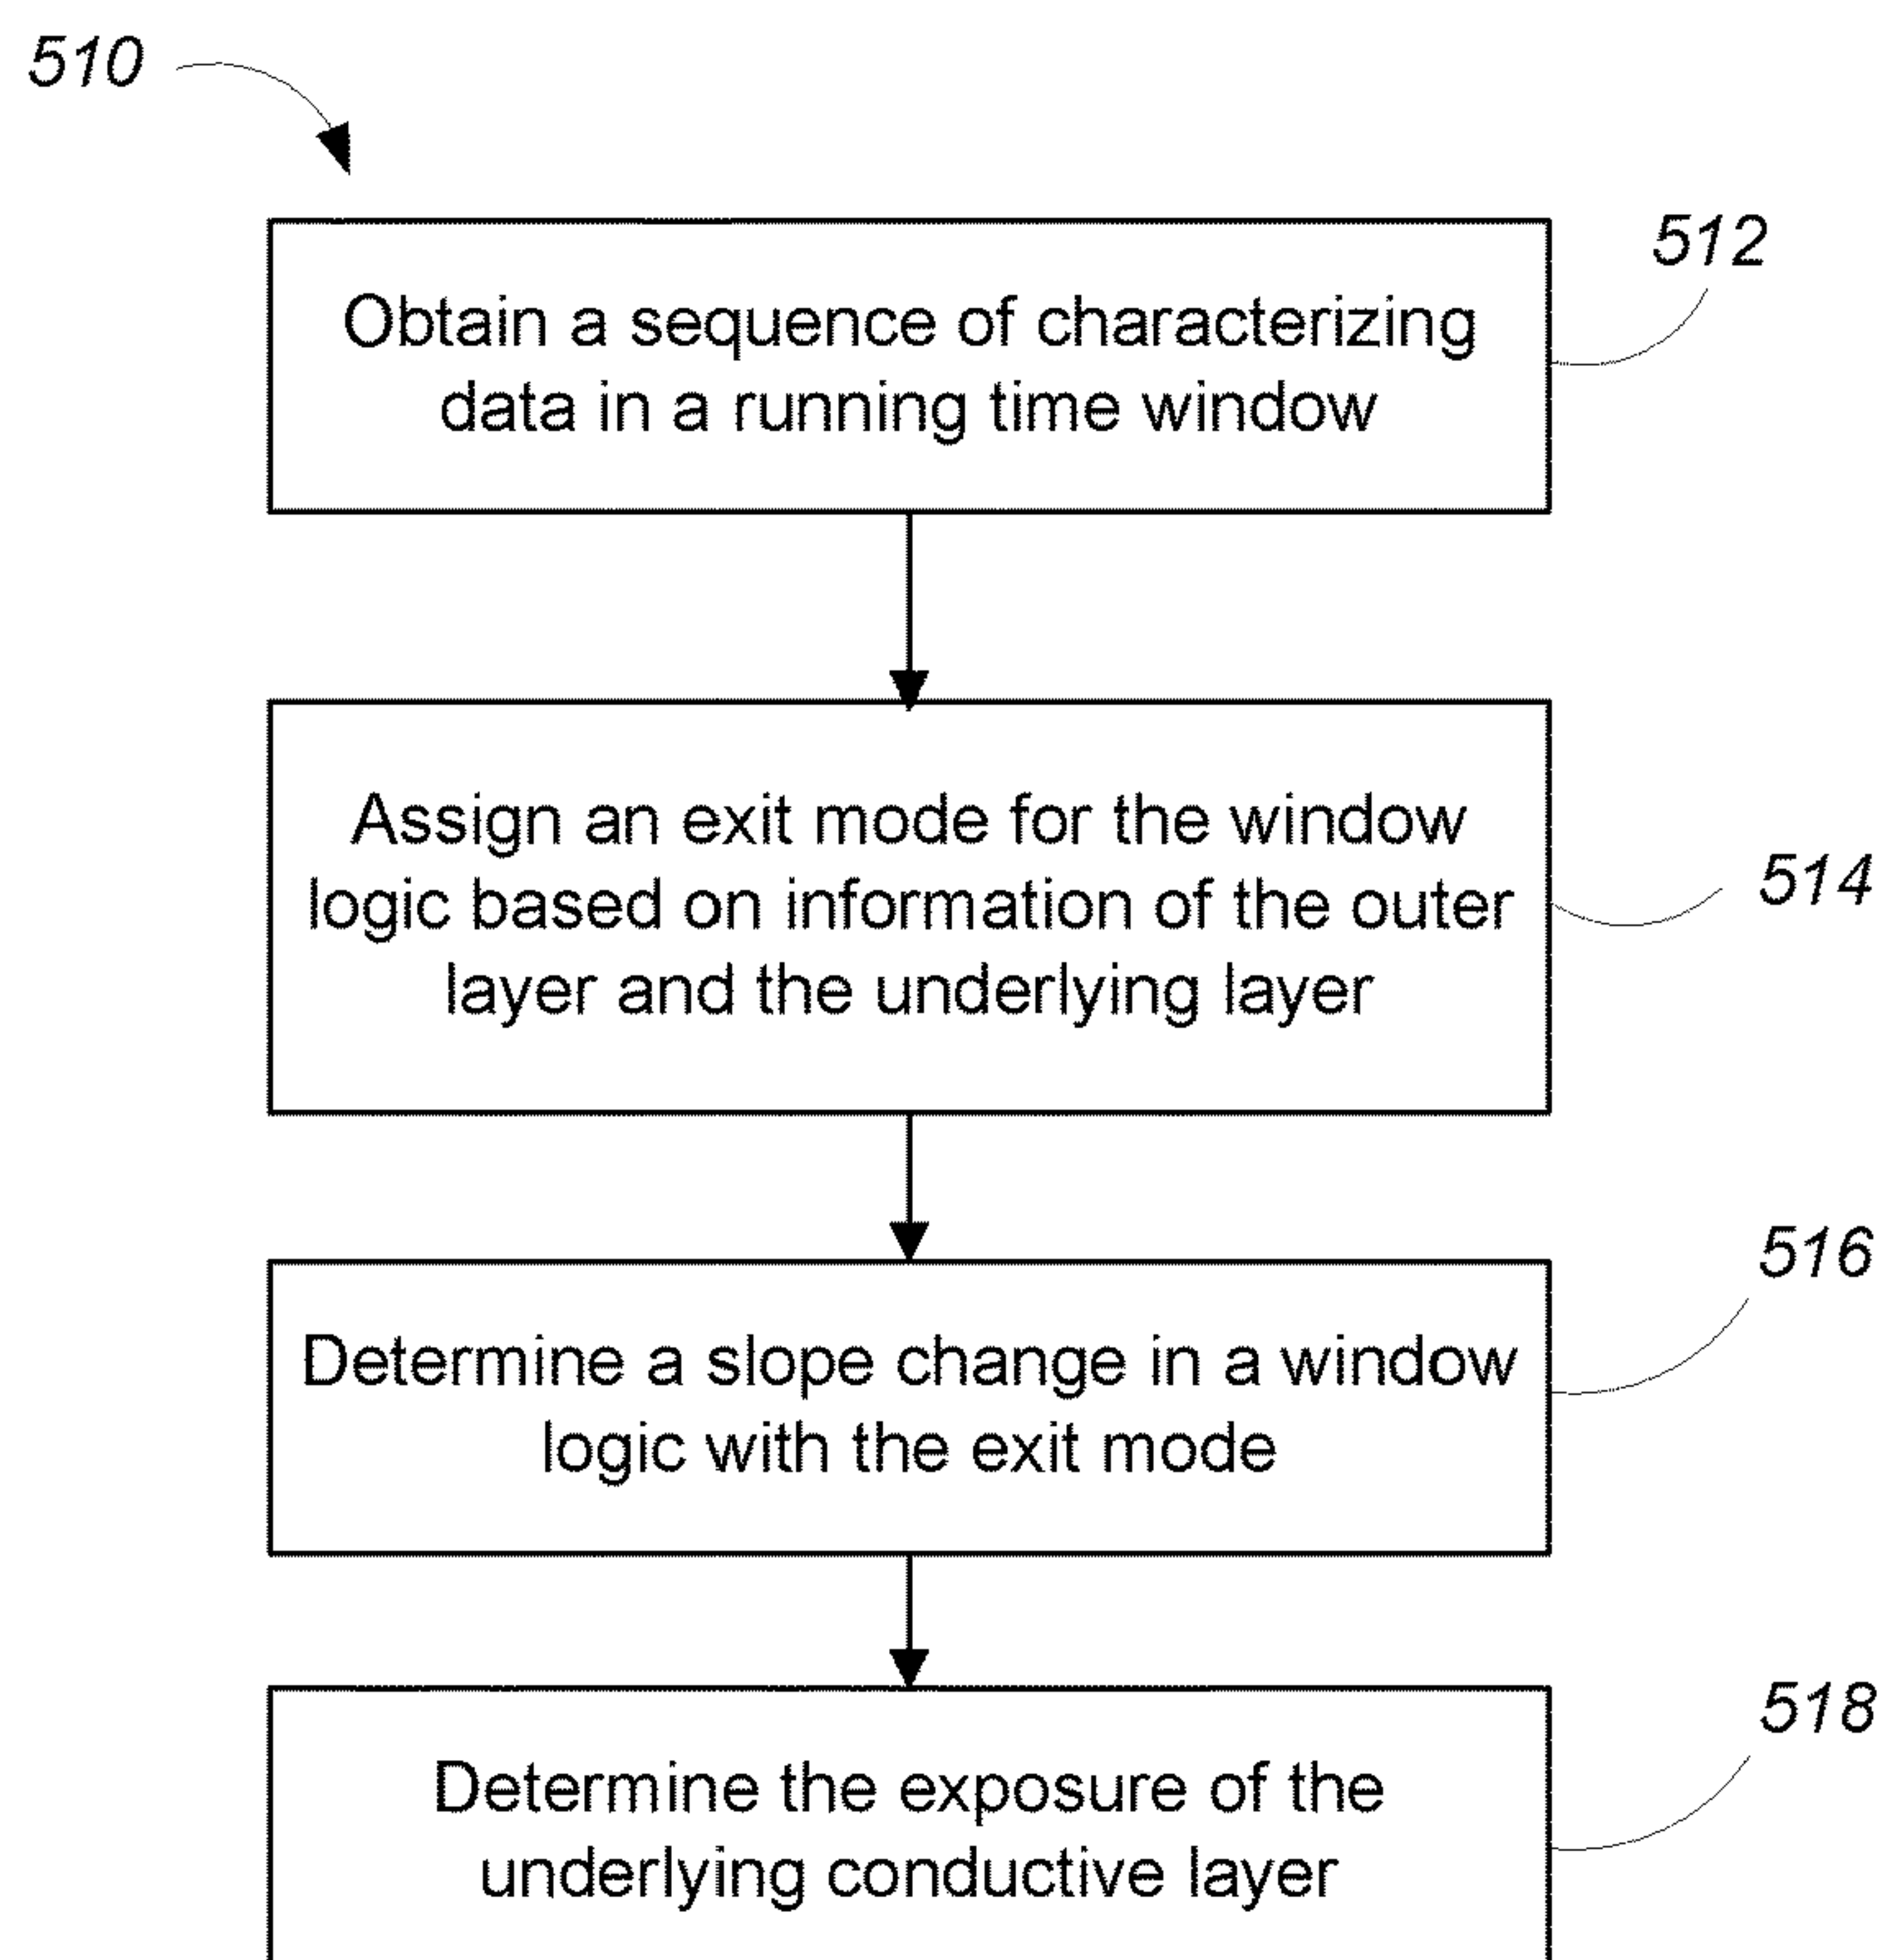 510
512
Obtain a sequence of characterizing
data in a running time window
Assign an exit mode for the window
logic based on information of the outer
layer and the underlying layer
514
516
Determine a slope change in a window
logic with the exit mode
518
Determine the exposure of the
underlying conductive layer